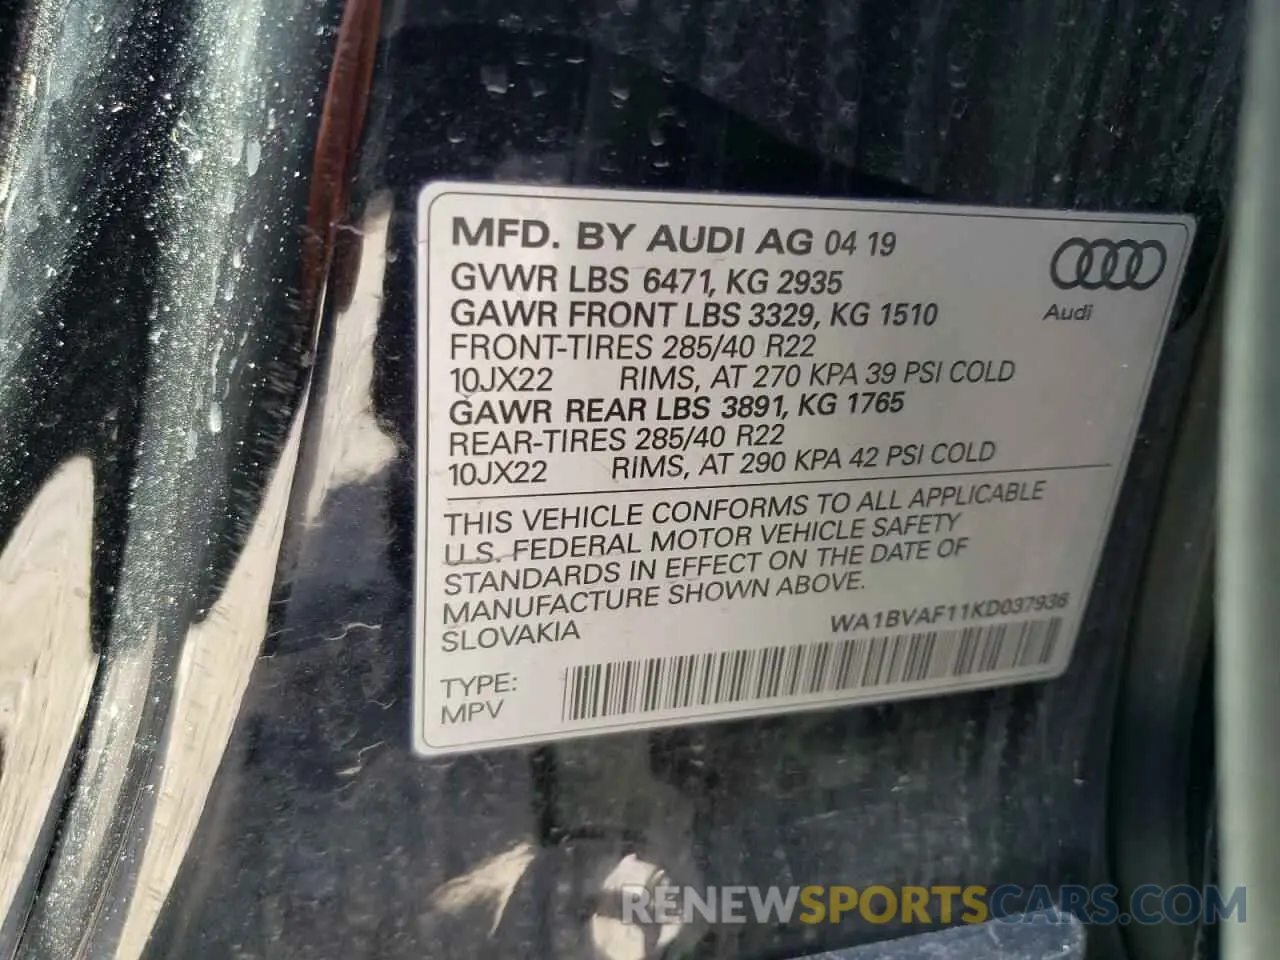 MFD. BY AUDI AG 04 19
GVWR LBS 6471, KG 2935
GAWR FRONT LBS 3329, KG 1510
FRONT-TIRES 285/40 R22
10JX22 RIMS, AT 270 KPA 39 PSI COLD
GAWR REAR LBS 3891, KG 1765
REAR-TIRES 285/40 R22
10JX22 RIMS, AT 290 KPA 42 PSI COLD
Audi
THIS VEHICLE CONFORMS TO ALL APPLICABLE
U.S. FEDERAL MOTOR VEHICLE SAFETY
STANDARDS IN EFFECT ON THE DATE OF
MANUFACTURE SHOWN ABOVE.
SLOVAKIA
WA1BVAF11KD037936
TYPE:
MPV
RENEWSPORTSCARS.COM